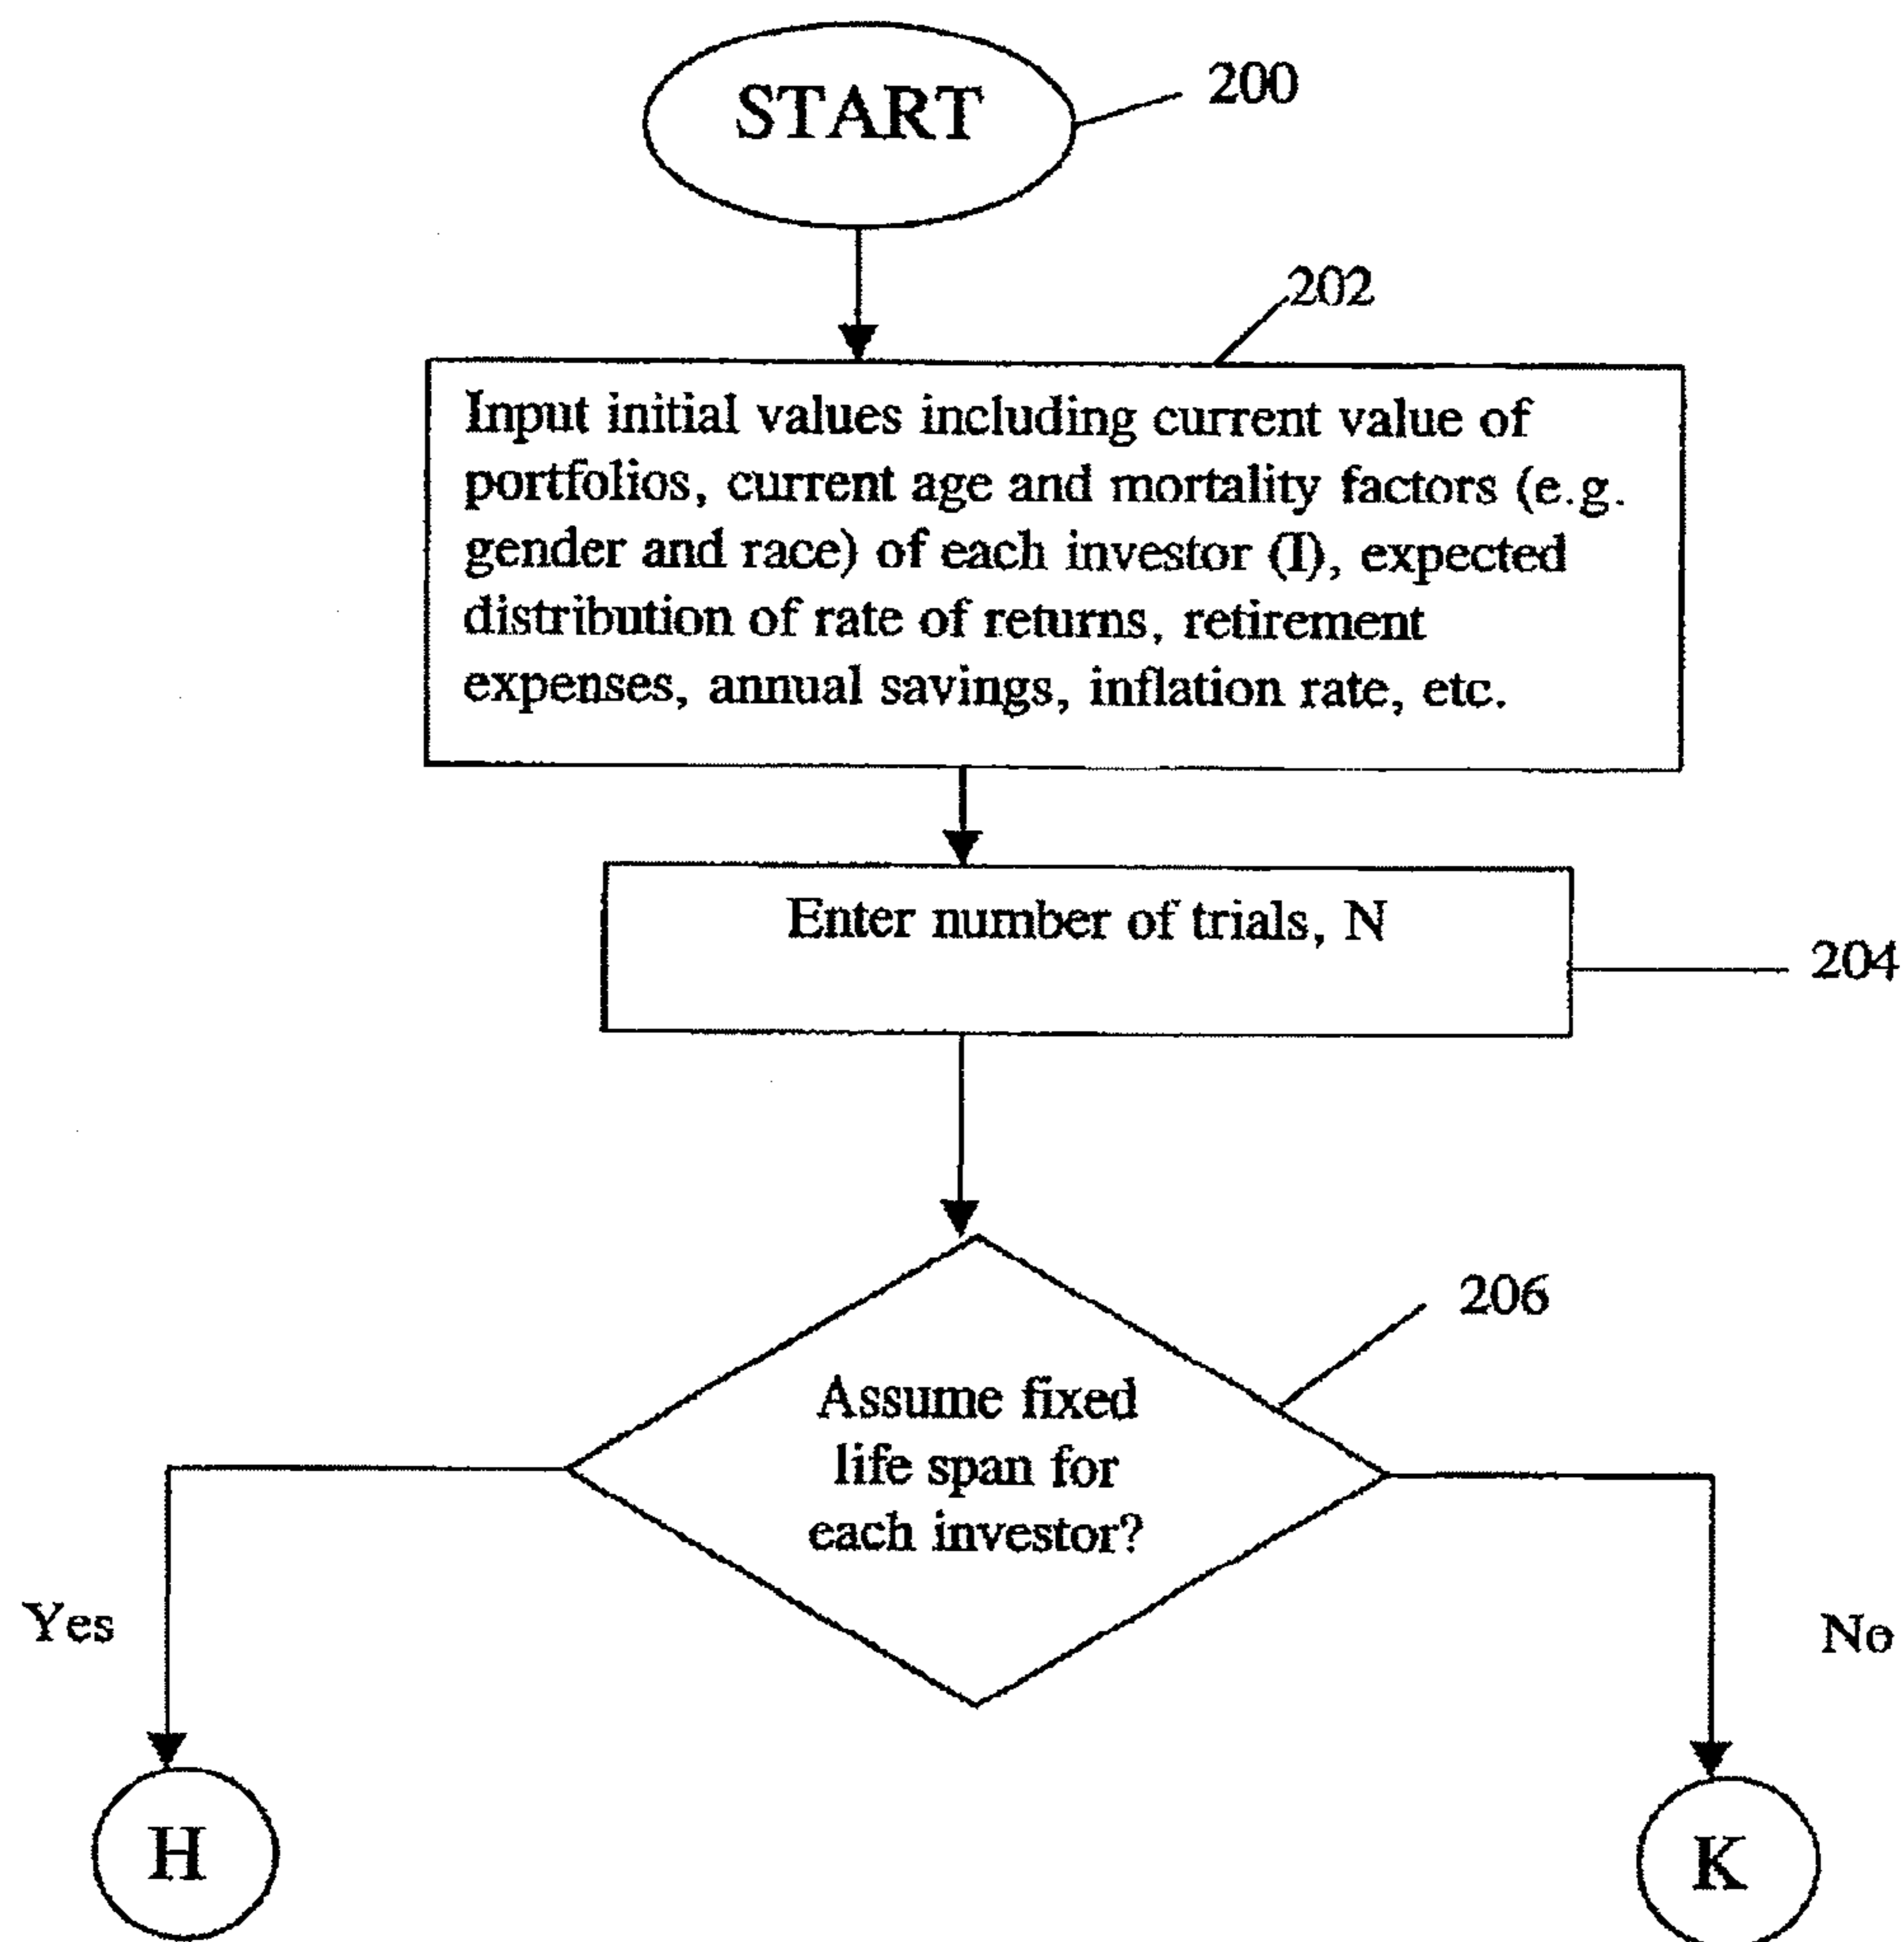 START
200
202
Input initial values including current value of
portfolios, current age and mortality factors (e.g.
gender and race) of each investor (I), expected
distribution of rate of returns, retirement
expenses, annual savings, inflation rate, etc.
Enter number of trials, N
204
206
Assume fixed
life span for
each investor?
Yes
No
H
K